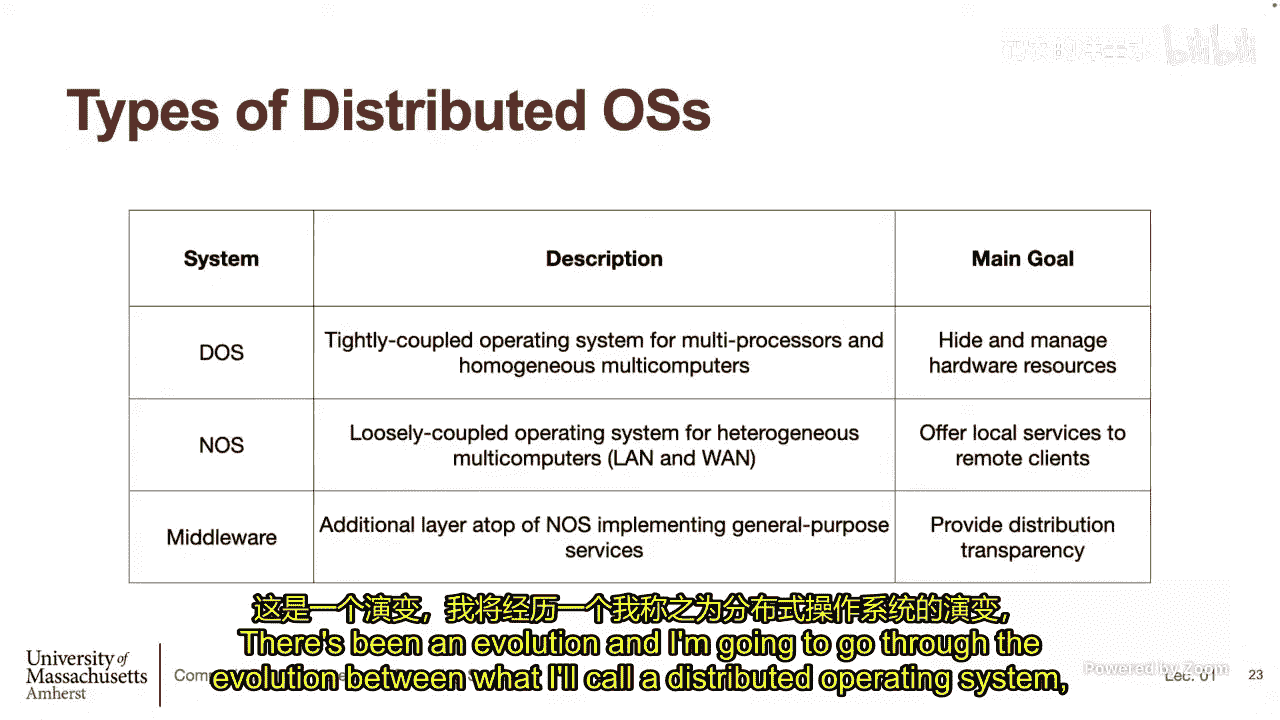 bilibili
Types of Distributed OSs
System
Description
Main Goal
DOS
Tightly-coupled operating system for multi-processors and
homogeneous multicomputers
Hide and manage
hardware resources
NOS
Loosely-coupled operating system for heterogeneous
multicomputers (LAN and WAN)
Offer local services to
remote clients
Middleware
Additional layer atop of NOS implementing general-purpose
services
Provide distribution
transparency
这是一个演变，我将经历一个我称之为分布式操作系统的演变，
There's been an evolution and I'm going to go through the
evolution between what I'll call a distributed operating system,
University of
Massachusetts
Amherst
Powered by Zoom
Lec. 01
23